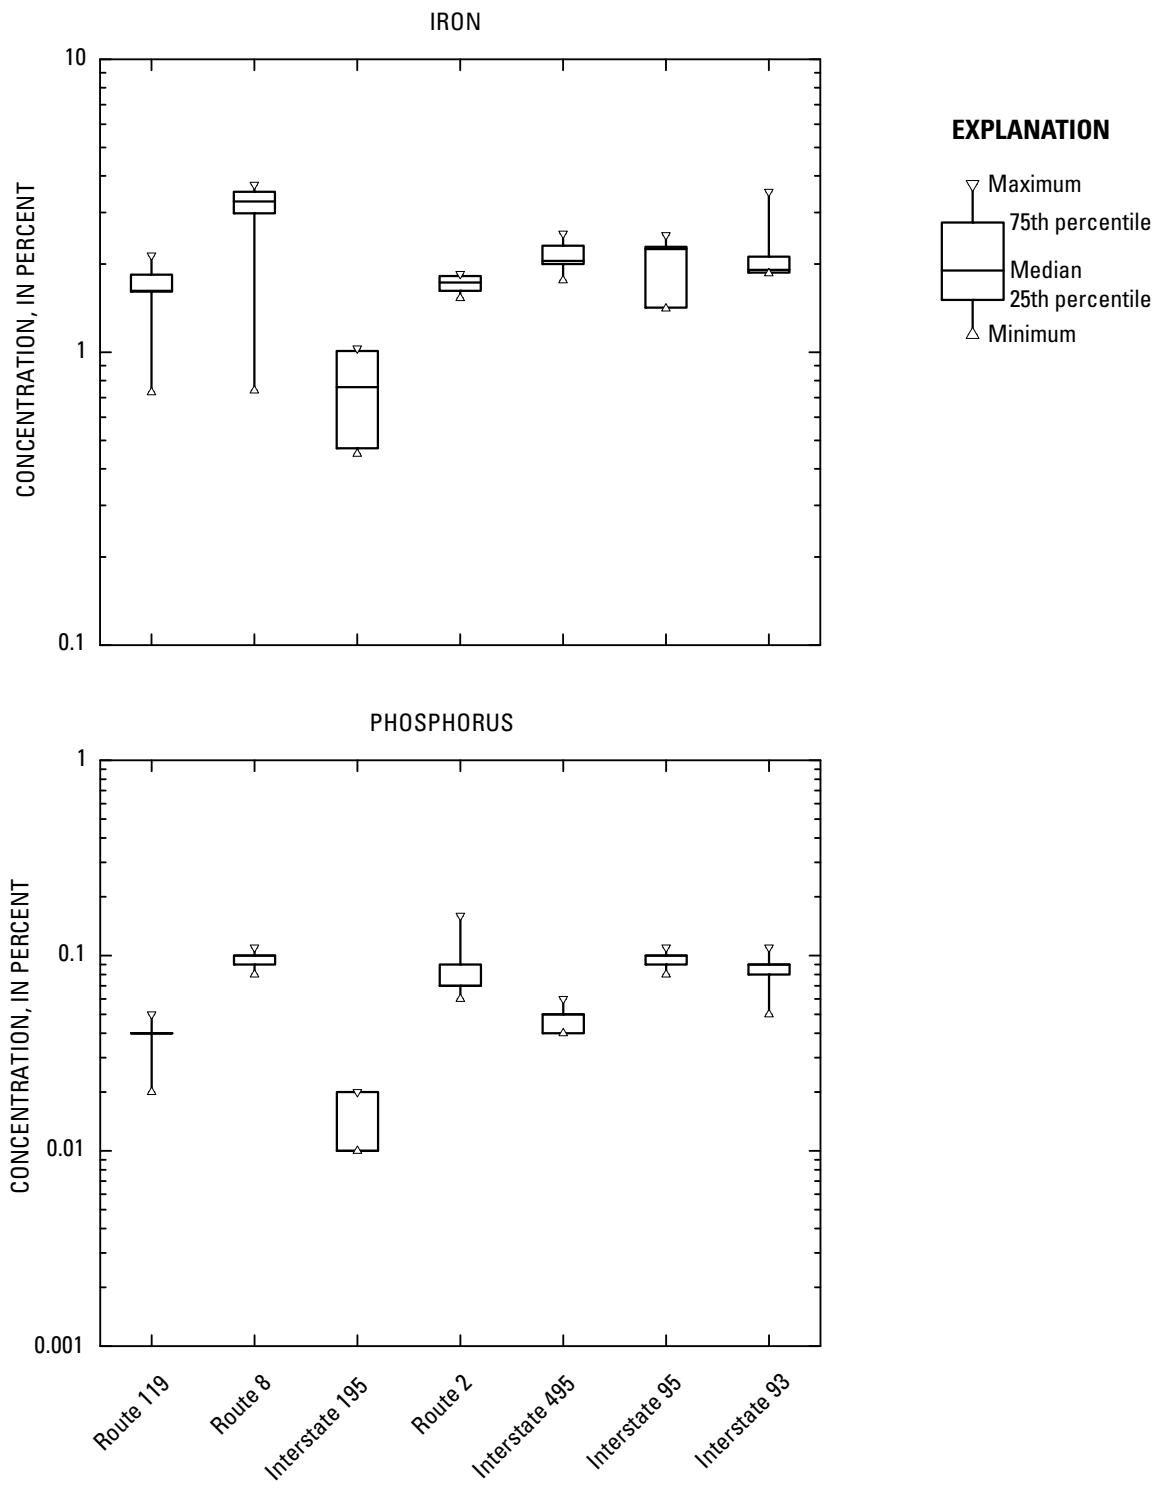 IRON
10
1
0.1
CONCENTRATION, IN PERCENT
EXPLANATION
Maximum
75th percentile
Median
25th percentile
Minimum
PHOSPHORUS
1
0.1
0.01
0.001
CONCENTRATION, IN PERCENT
Route 119
Route 8
Interstate 195
Route 2
Interstate 495
Interstate 95
Interstate 93